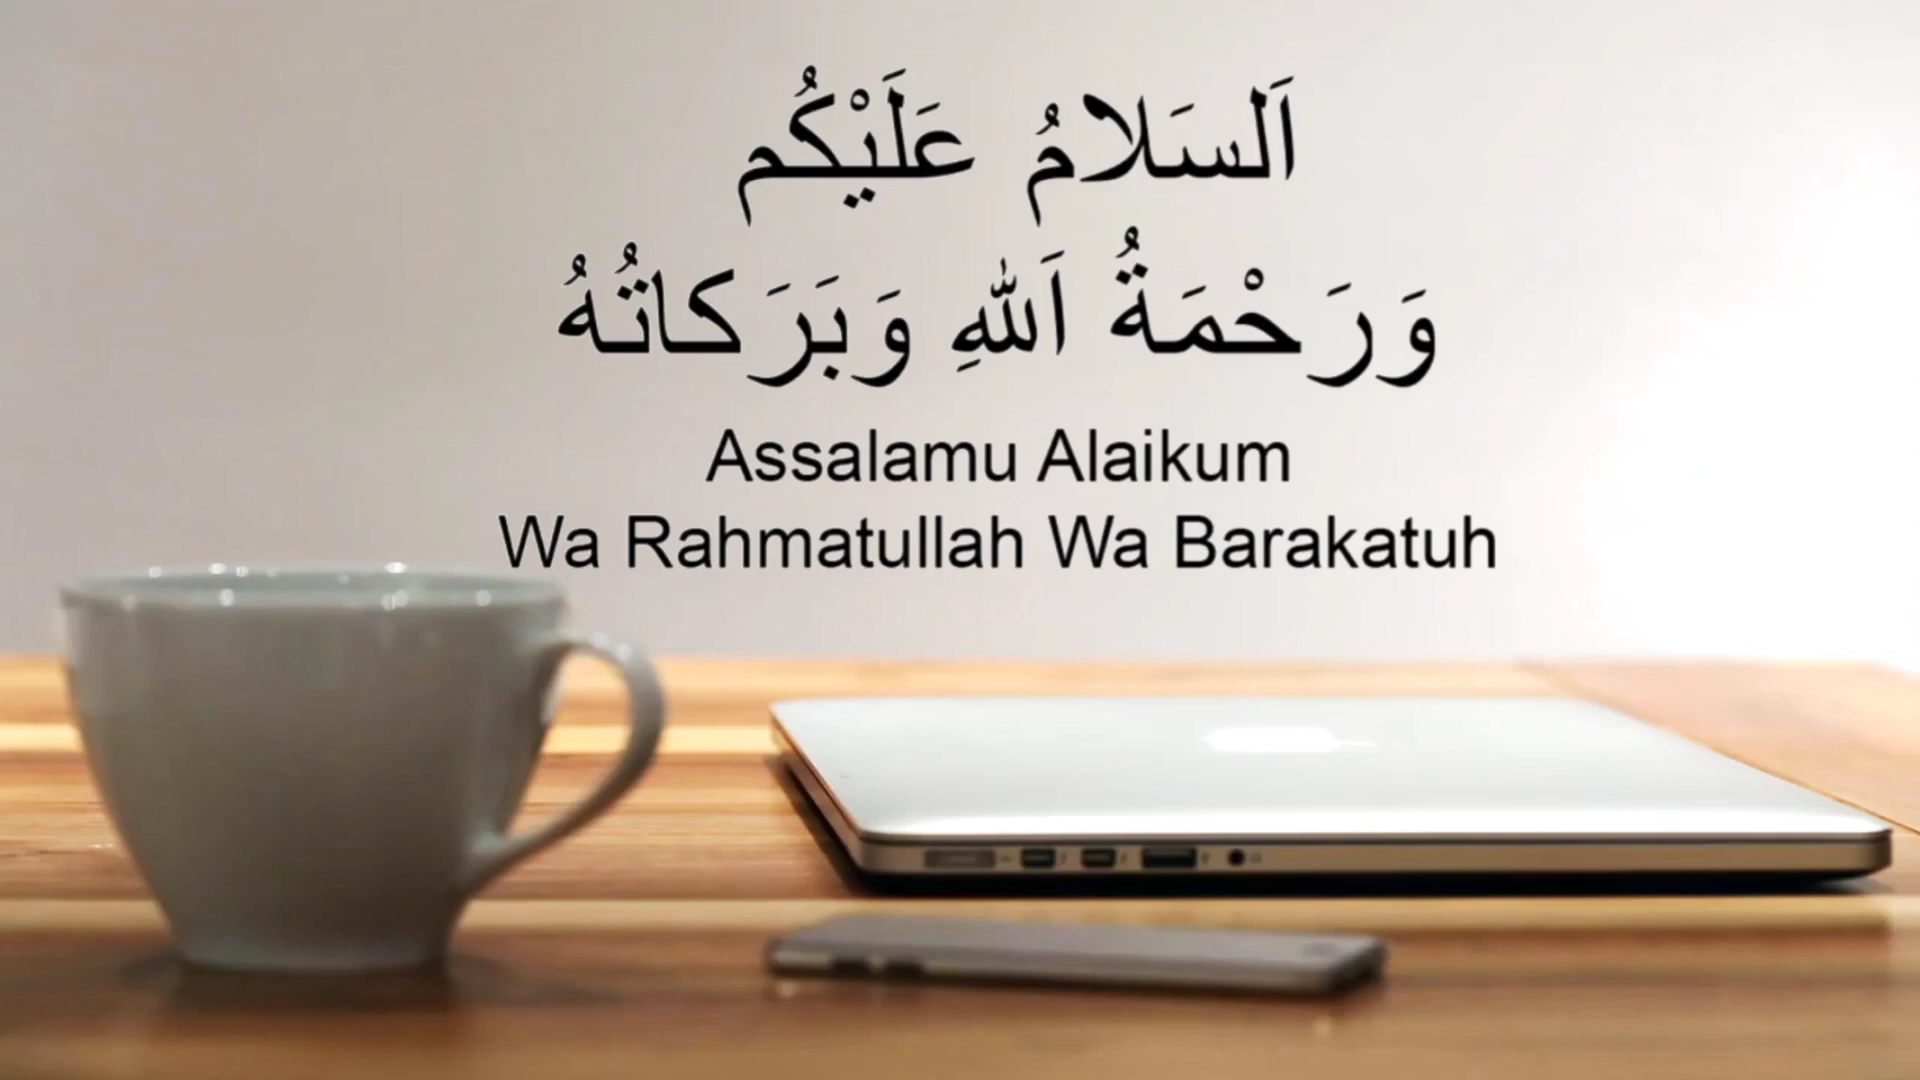 اَلسَلامُ عَلَيْكُم
وَرَحْمَةُ اَللهِ وَبَرَكاتُهُ
Assalamu Alaikum
Wa Rahmatullah Wa Barakatuh